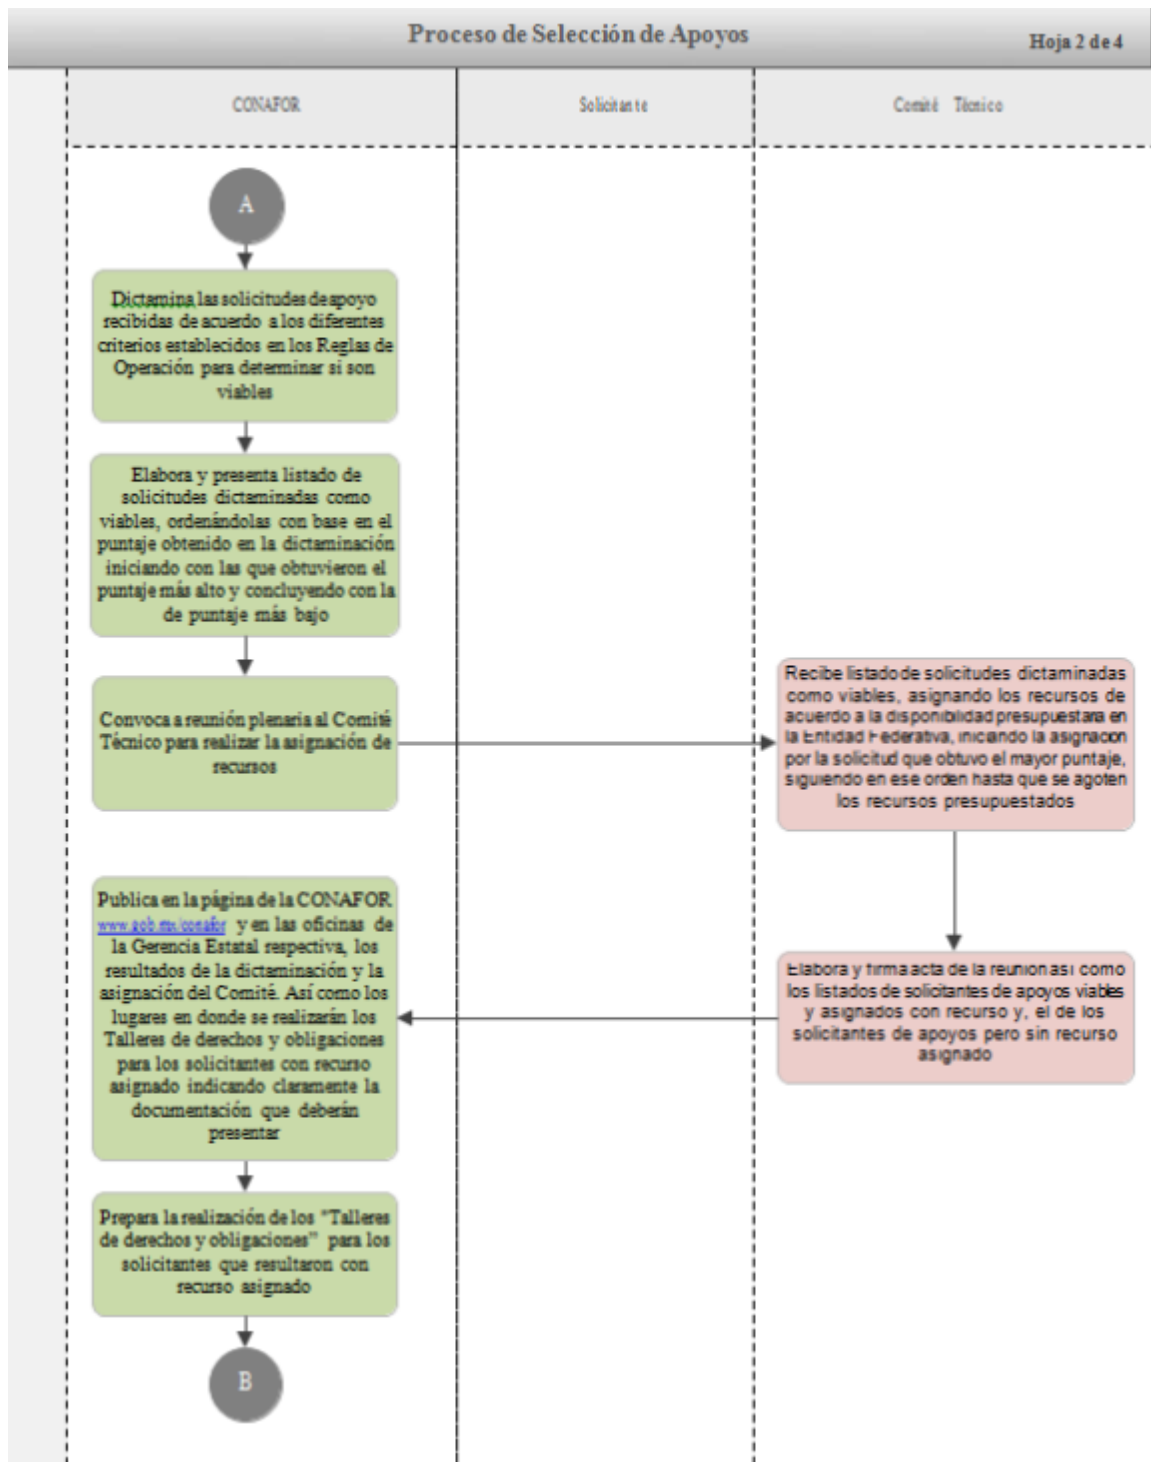 Proceso de Selección de Apoyos
Hoja 2 de 4
CONAFOR
Solicitante
Comité Técnico
A
Dictamina las solicitudes de apoyo
recibidas de acuerdo a los diferentes
criterios establecidos en los Reglas de
Operación para determinar si son
viables
Elabora y presenta listado de
solicitudes dictaminadas como
viables, ordenándolas con base en el
puntaje obtenido en la dictaminación
iniciando con las que obtuvieron el
puntaje más alto y concluyendo con la
de puntaje más bajo
Convoca a reunión plenaria al Comité
Técnico para realizar la asignación de
recursos
Recibe listado de solicitudes dictaminadas
como viables, asignando los recursos de
acuerdo a la disponibilidad presupuestaria en
la Entidad Federativa, iniciando la asignación
por la solicitud que obtuvo el mayor puntaje,
siguiendo en ese orden hasta que se agoten
los recursos presupuestados
Elabora y firma acta de la reunión así como
los listados de solicitantes de apoyos viables
y asignados con recurso y, el de los
solicitantes de apoyos pero sin recurso
asignado
Publica en la página de la CONAFOR
www.gob.mx/conafor y en las oficinas de
la Gerencia Estatal respectiva, los
resultados de la dictaminación y la
asignación del Comité. Así como los
lugares en donde se realizarán los
Talleres de derechos y obligaciones
para los solicitantes con recurso
asignado indicando claramente la
documentación que deberán
presentar
Prepara la realización de los "Talleres
de derechos y obligaciones” para los
solicitantes que resultaron con
recurso asignado
B